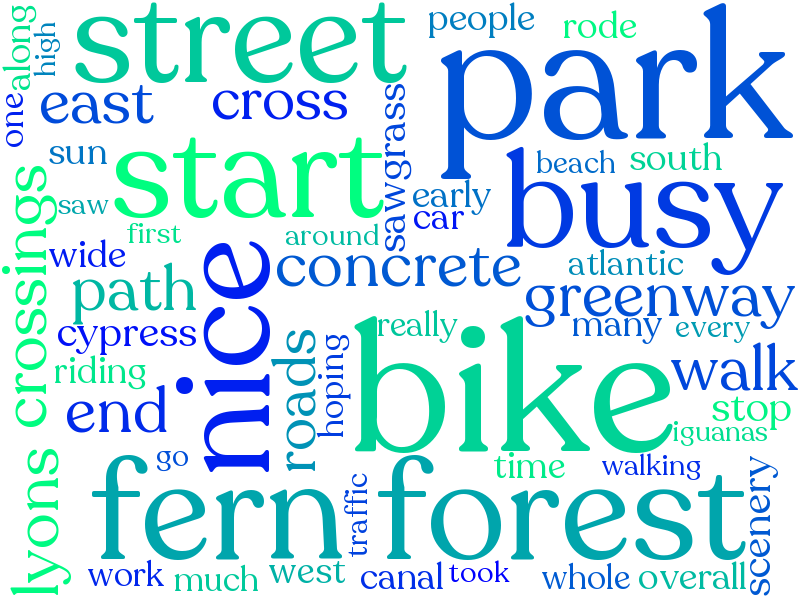 street
park
people
rode
along
high
one
east
cross
sun
start
sawgrass
busy
beach
south
early
car
saw
first
around
wide
crossings
nice
concrete
atlantic
greenway
path
many
every
cypress
really
bike
riding
roads
hoping
walk
end
stop
iguanas
go
time
walking
lyons
fern
forest
traffic
scenery
work
much
west
canal
took
whole
overall